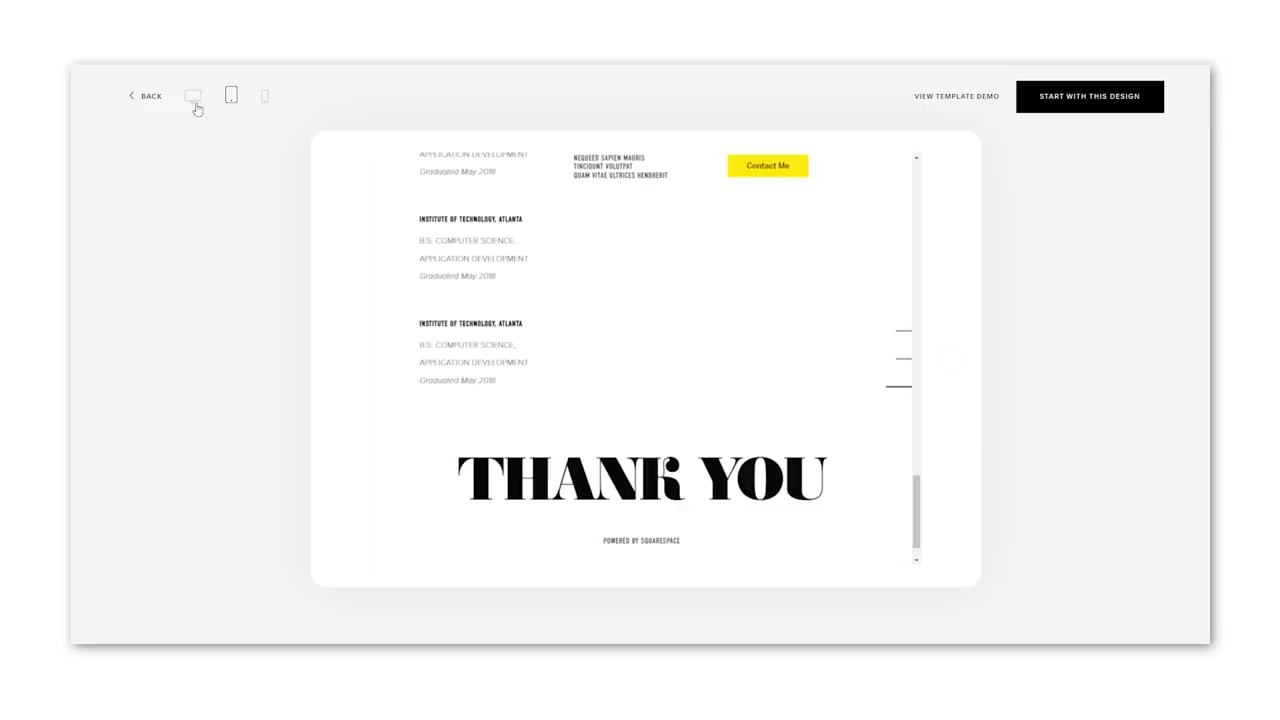 BACK
VIEW TEMPLATE DEMO
START WITH THIS DESIGN
APPLICATION DEVELOPMENT
Graduated May 2018
NEQUEED SAPIEN MAURIS
TINCIDUNT VOLUTPAT
QUAM VITAE ULTRICES HENDRERIT
Contact Me
INSTITUTE OF TECHNOLOGY, ATLANTA
B.S. COMPUTER SCIENCE,
APPLICATION DEVELOPMENT
Graduated May 2018
INSTITUTE OF TECHNOLOGY, ATLANTA
B.S. COMPUTER SCIENCE,
APPLICATION DEVELOPMENT
Graduated May 2018
THANK YOU
POWERED BY SQUARESPACE